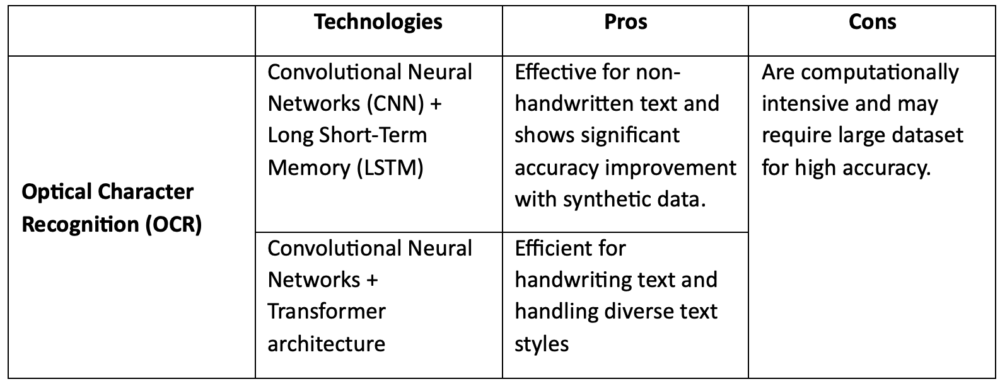 Technologies
Pros
Cons
Optical Character
Recognition (OCR)
Convolutional Neural
Networks (CNN) +
Long Short-Term
Memory (LSTM)
Effective for non-
handwritten text and
shows significant
accuracy improvement
with synthetic data.
Are computationally
intensive and may
require large dataset
for high accuracy.
Convolutional Neural
Networks +
Transformer
architecture
Efficient for
handwriting text and
handling diverse text
styles